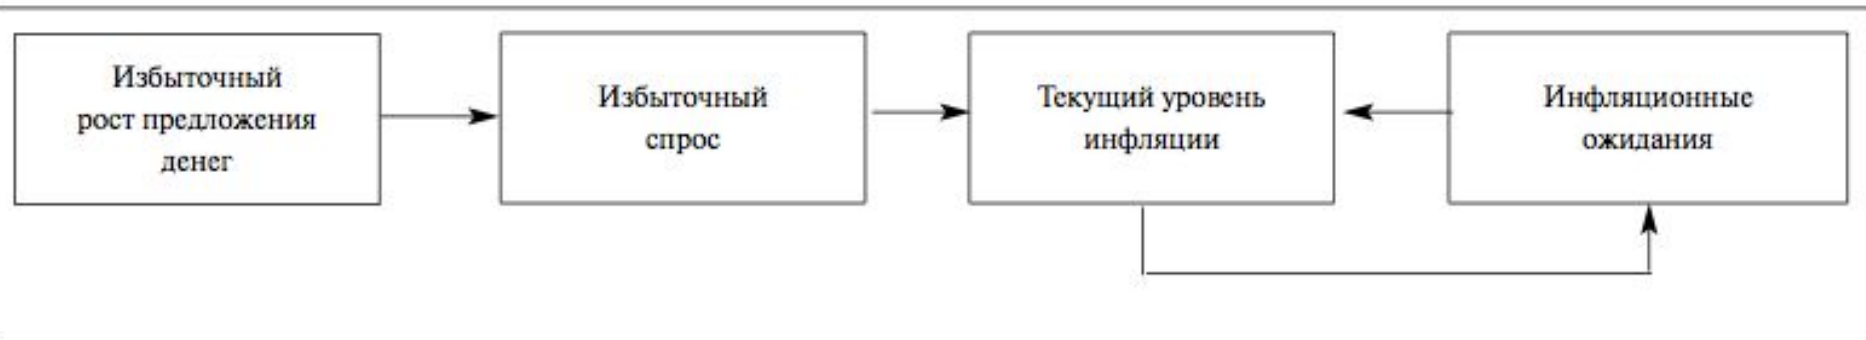 Избыточный
рост предложения
денег
Избыточный
спрос
Текущий уровень
инфляции
Инфляционные
ожидания